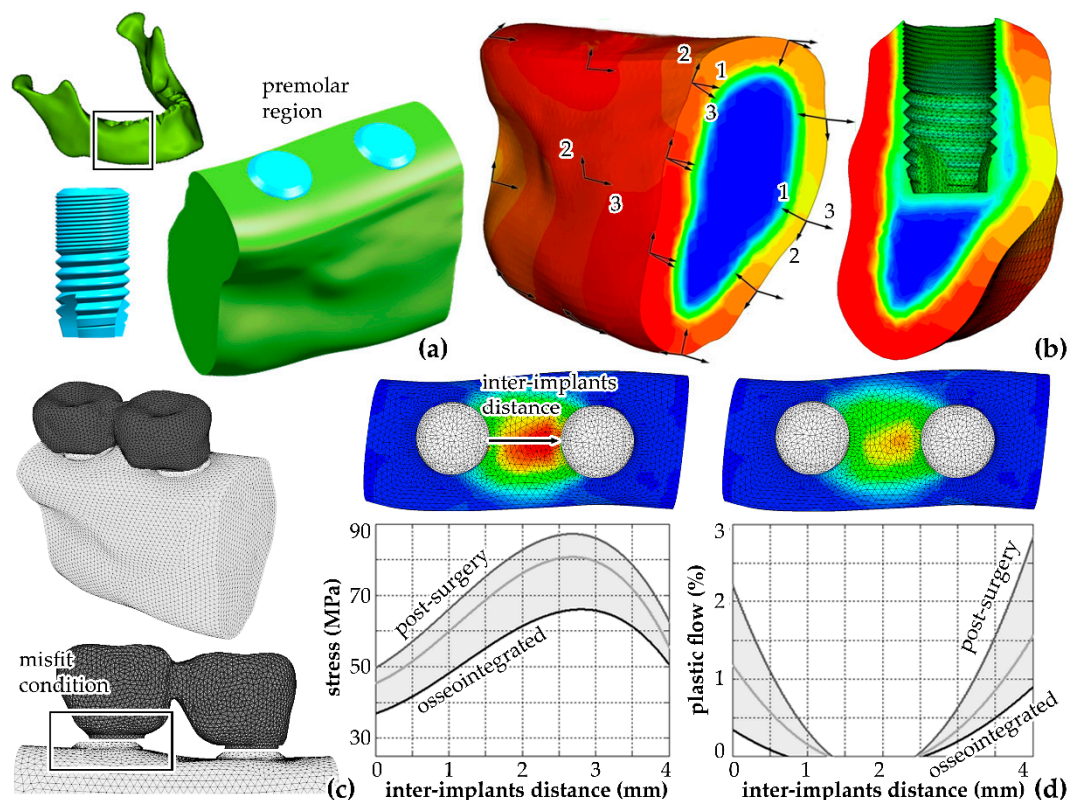 premolar
region
(a)
2
1
3
2
3
1
3
2
(b)
misfit
condition
(c)
inter-implants
distance
90
70
50
30
stress (MPa)
post-surgery
osseointegrated
0
1
2
3
4
inter-implants distance (mm)
3
2
1
0
plastic flow (%)
post-surgery
osseointegrated
0
1
2
3
4
inter-implants distance (mm)
(d)